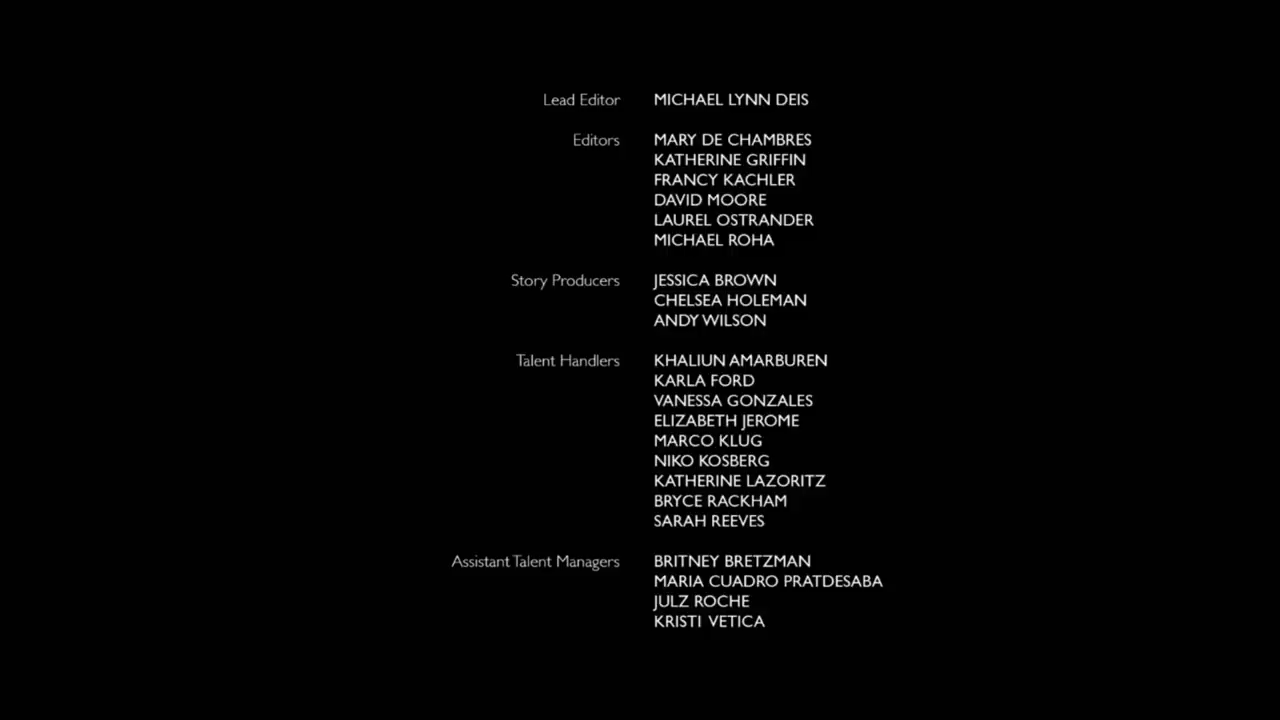 Lead Editor MICHAEL LYNN DEIS
Editors MARY DE CHAMBRES
KATHERINE GRIFFIN
FRANCY KACHLER
DAVID MOORE
LAUREL OSTRANDER
MICHAEL ROHA
Story Producers JESSICA BROWN
CHELSEA HOLEMAN
ANDY WILSON
Talent Handlers KHALIUN AMARBUREN
KARLA FORD
VANESSA GONZALES
ELIZABETH JEROME
MARCO KLUG
NIKO KOSBERG
KATHERINE LAZORITZ
BRYCE RACKHAM
SARAH REEVES
Assistant Talent Managers BRITNEY BRETZMAN
MARIA CUADRO PRATDESABA
JULZ ROCHE
KRISTI VETICA